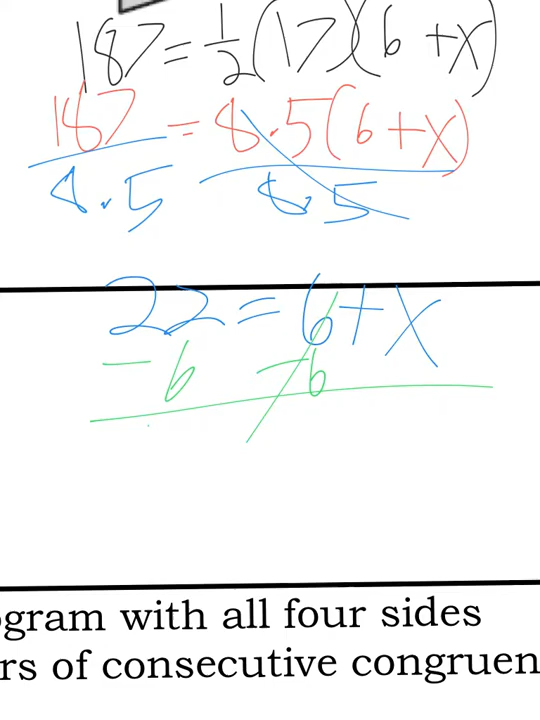 187 = 1/2 (17)(6 + x)
187 = 8.5(6 + x)
8.5 8.5
22 = 6 + x
-6 -6
ogram with all four sides
rs of consecutive congruen